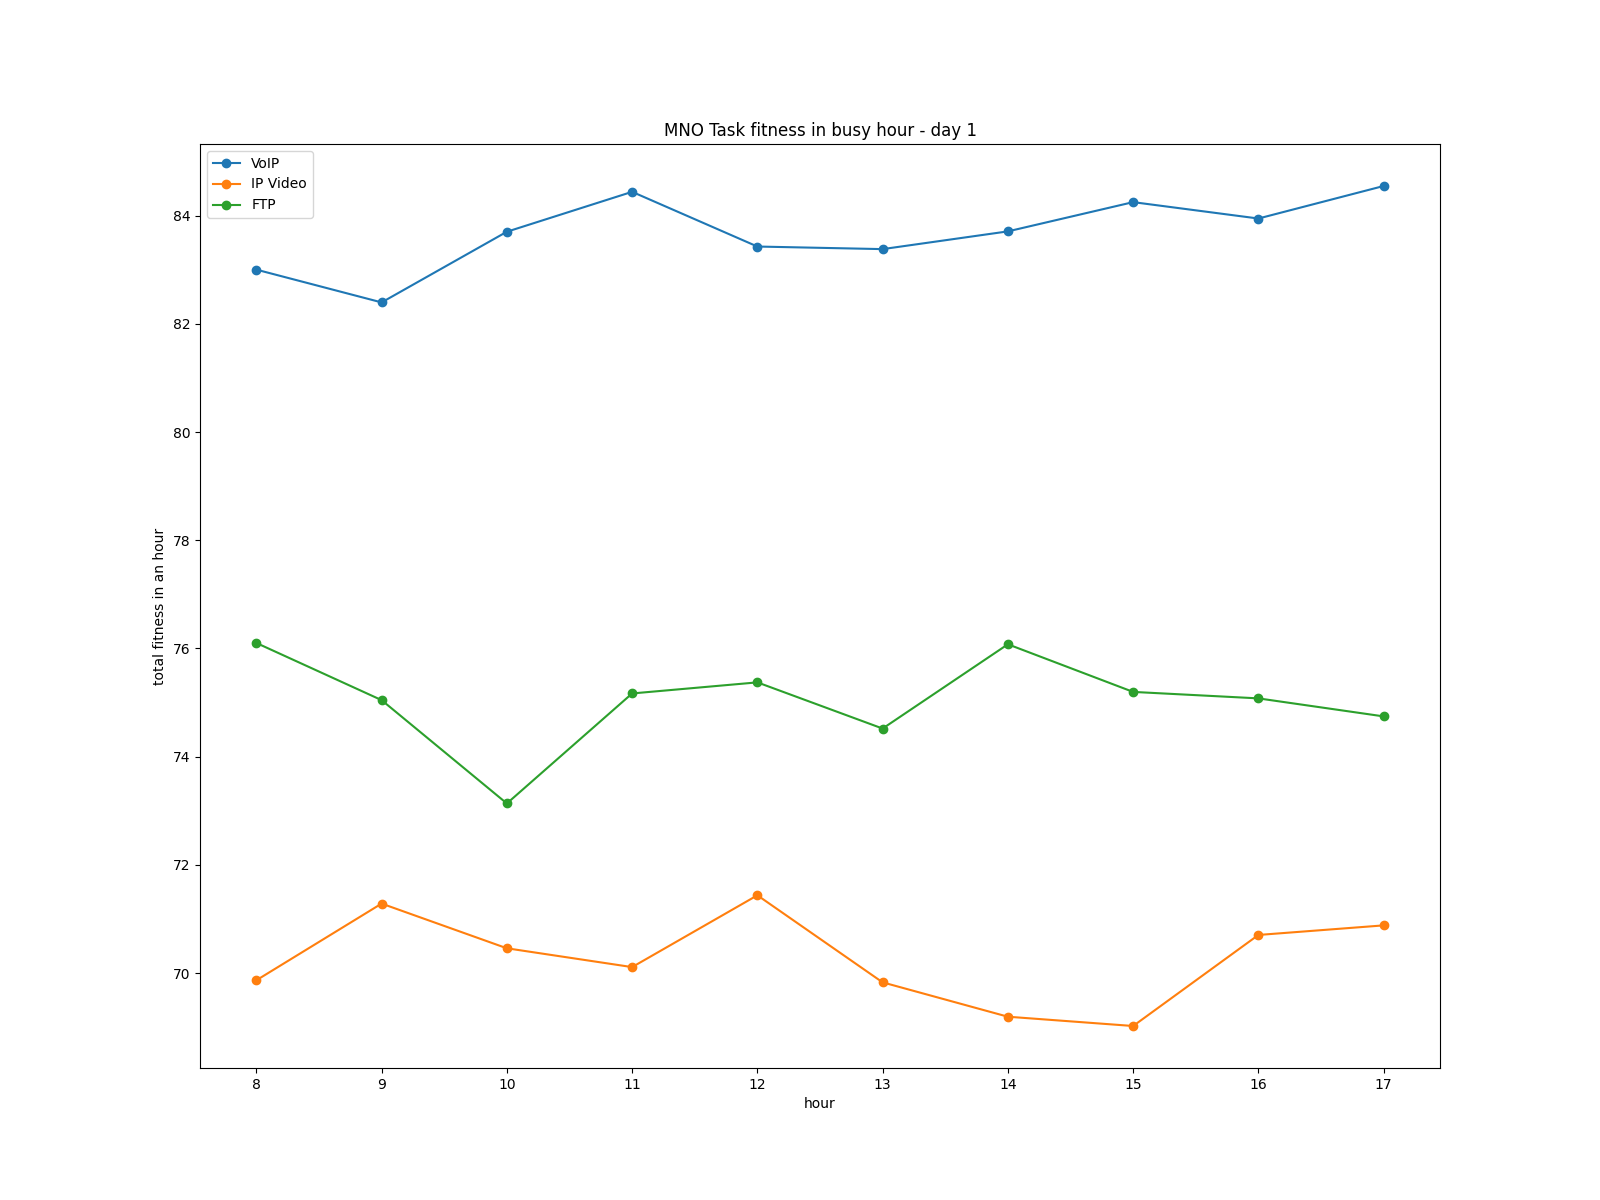 MNO Task fitness in busy hour - day 1
VoIP
IP Video
FTP
84
82
80
78
76
74
72
70
total fitness in an hour
8 9 10 11 12 13 14 15 16 17
hour